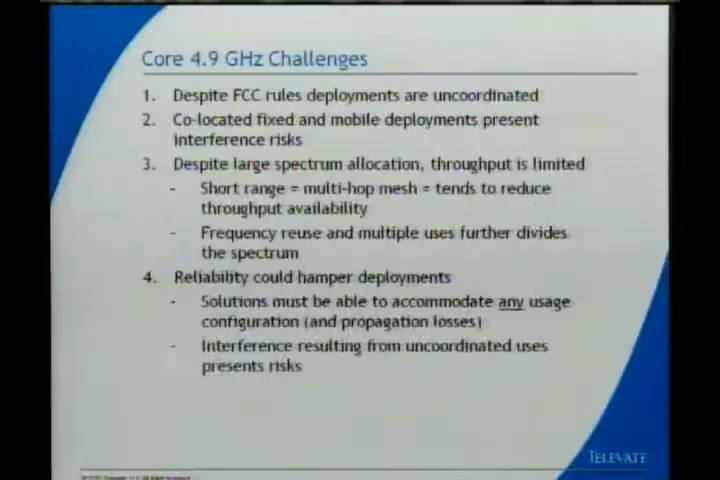 Core 4.9 GHz Challenges
1. Despite FCC rules deployments are uncoordinated
2. Co-located fixed and mobile deployments present
interference risks
3. Despite large spectrum allocation, throughput is limited
- Short range = multi-hop mesh = tends to reduce
throughput availability
- Frequency reuse and multiple uses further divides
the spectrum
4. Reliability could hamper deployments
- Solutions must be able to accommodate any usage
configuration (and propagation losses)
- Interference resulting from uncoordinated uses
presents risks
TELEVATE